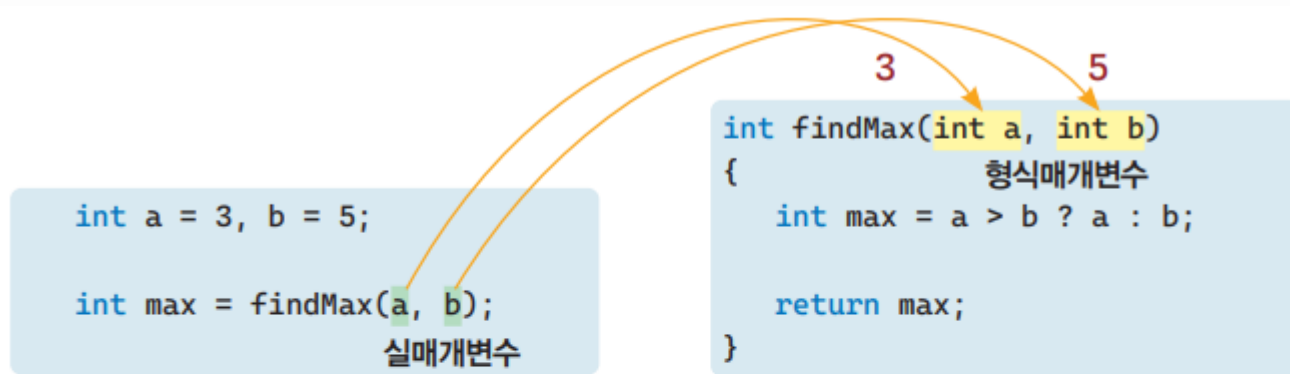 int a = 3, b = 5;
int max = findMax(a, b);
실매개변수
3 5
int findMax(int a, int b)
{ 형식매개변수
int max = a > b ? a : b;
return max;
}